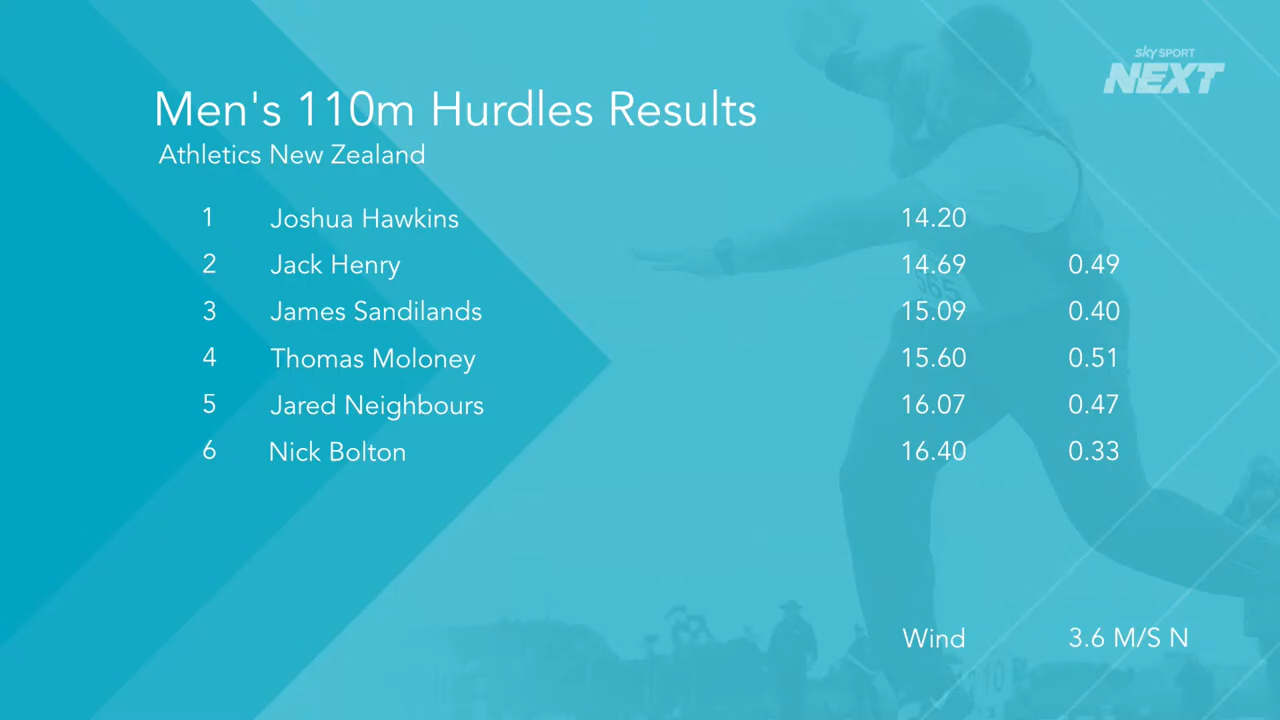 sky SPORT
NEXT
Men's 110m Hurdles Results
Athletics New Zealand
1 Joshua Hawkins 14.20
2 Jack Henry 14.69 0.49
3 James Sandilands 15.09 0.40
4 Thomas Moloney 15.60 0.51
5 Jared Neighbours 16.07 0.47
6 Nick Bolton 16.40 0.33
Wind 3.6 M/S N